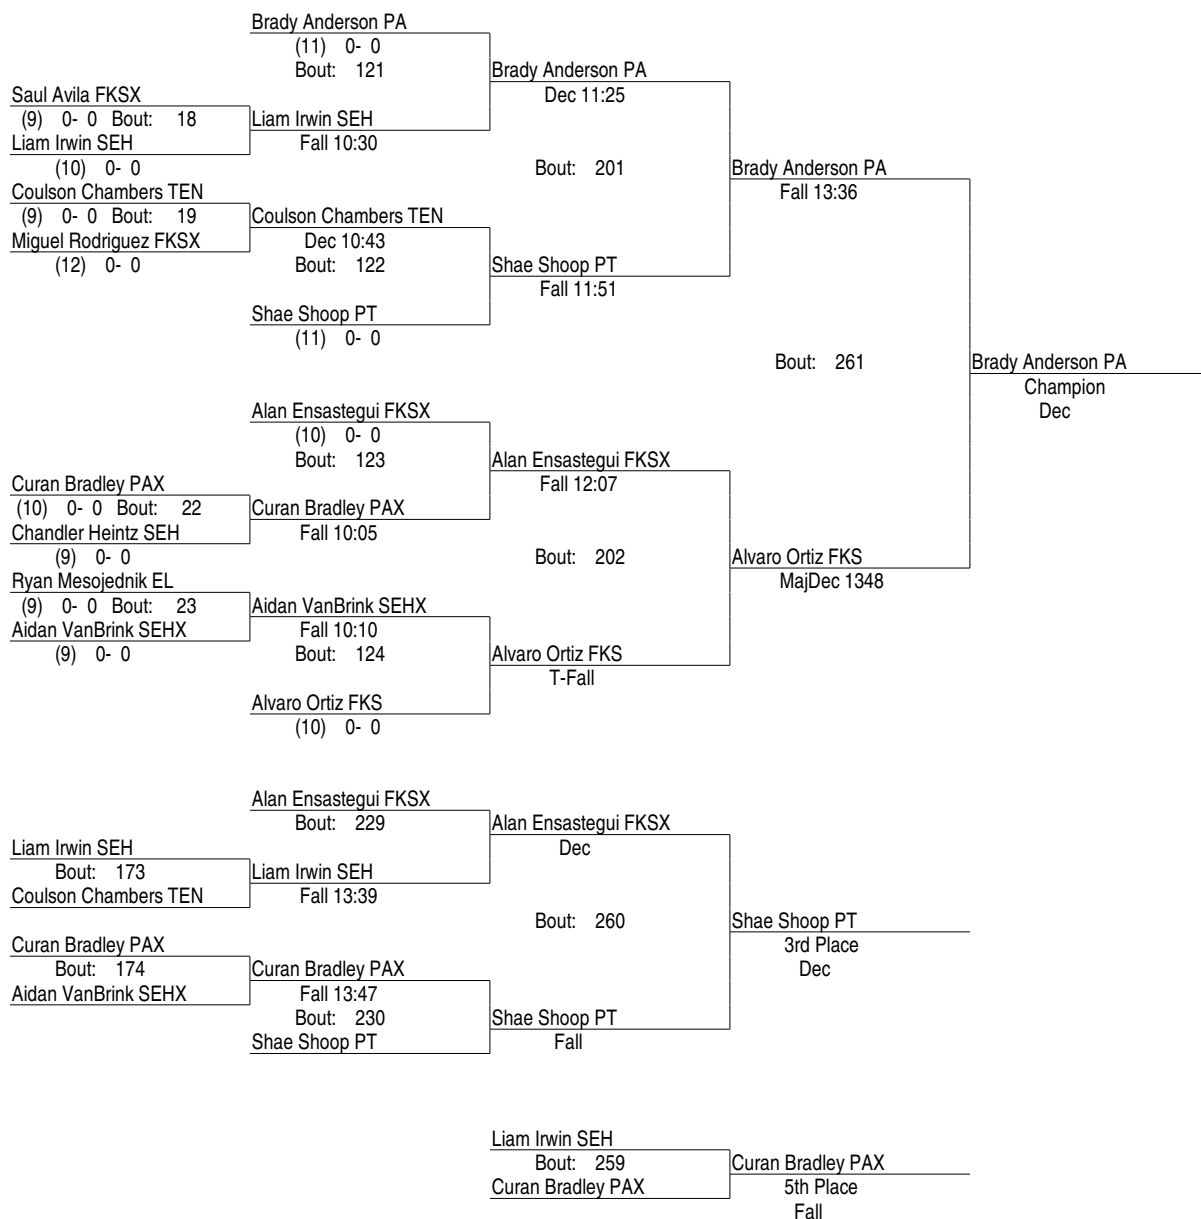 Brady Anderson PA
(11) 0- 0
Bout: 121
Brady Anderson PA
Dec 11:25
Saul Avila FKSX
(9) 0- 0 Bout: 18
Liam Irwin SEH
Fall 10:30
Liam Irwin SEH
(10) 0- 0
Bout: 201
Brady Anderson PA
Fall 13:36
Coulson Chambers TEN
(9) 0- 0 Bout: 19
Coulson Chambers TEN
Dec 10:43
Miguel Rodriguez FKSX
(12) 0- 0
Bout: 122
Shae Shoop PT
Fall 11:51
Shae Shoop PT
(11) 0- 0
Bout: 261
Brady Anderson PA
Champion
Dec
Alan Ensastegui FKSX
(10) 0- 0
Bout: 123
Alan Ensastegui FKSX
Fall 12:07
Curan Bradley PAX
(10) 0- 0 Bout: 22
Curan Bradley PAX
Fall 10:05
Chandler Heintz SEH
(9) 0- 0
Bout: 202
Alvaro Ortiz FKS
MajDec 1348
Ryan Mesojednik EL
(9) 0- 0 Bout: 23
Aidan VanBrink SEHX
Fall 10:10
Aidan VanBrink SEHX
(9) 0- 0
Bout: 124
Alvaro Ortiz FKS
T-Fall
Alvaro Ortiz FKS
(10) 0- 0
Alan Ensastegui FKSX
Bout: 229
Alan Ensastegui FKSX
Dec
Liam Irwin SEH
Bout: 173
Liam Irwin SEH
Fall 13:39
Coulson Chambers TEN
Bout: 260
Shae Shoop PT
3rd Place
Dec
Curan Bradley PAX
Bout: 174
Curan Bradley PAX
Fall 13:47
Aidan VanBrink SEHX
Bout: 230
Shae Shoop PT
Fall
Shae Shoop PT
Liam Irwin SEH
Bout: 259
Curan Bradley PAX
5th Place
Fall
Curan Bradley PAX